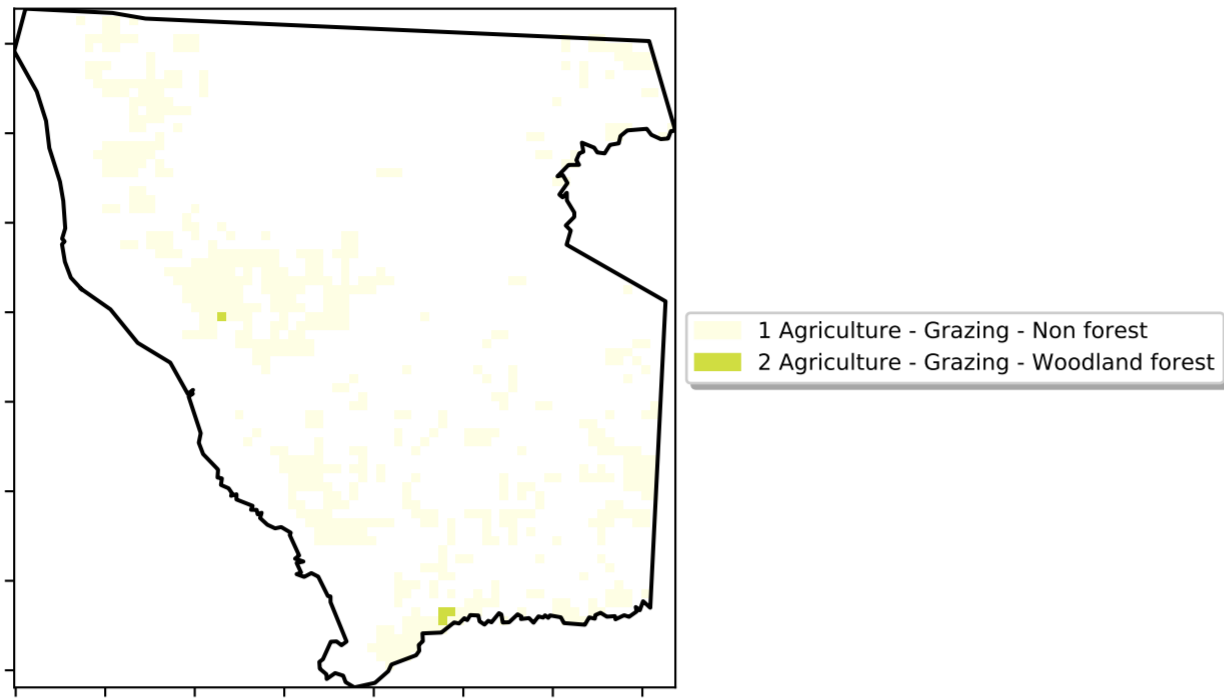 1 Agriculture - Grazing - Non forest
2 Agriculture - Grazing - Woodland forest